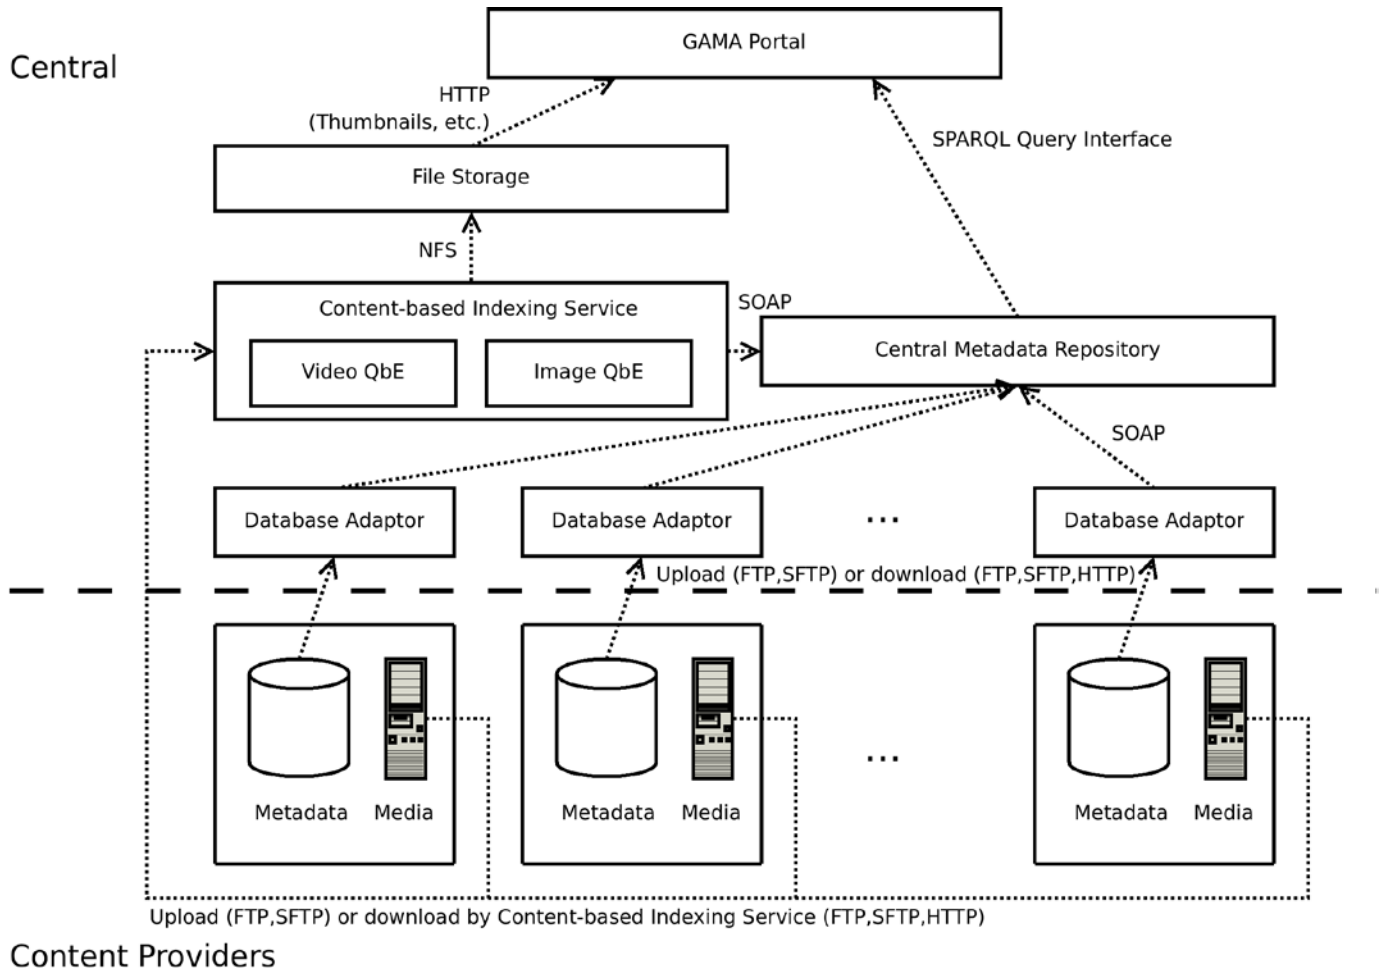 GAMA Portal
Central
HTTP
(Thumbnails, etc.)
SPARQL Query Interface
File Storage
NFS
Content-based Indexing Service
SOAP
Central Metadata Repository
Video QbE
Image QbE
SOAP
Database Adaptor
Database Adaptor
...
Database Adaptor
Upload (FTP,SFTP) or download (FTP,SFTP,HTTP)
...
Metadata
Media
Metadata
Media
Metadata
Media
Upload (FTP,SFTP) or download by Content-based Indexing Service (FTP,SFTP,HTTP)
Content Providers